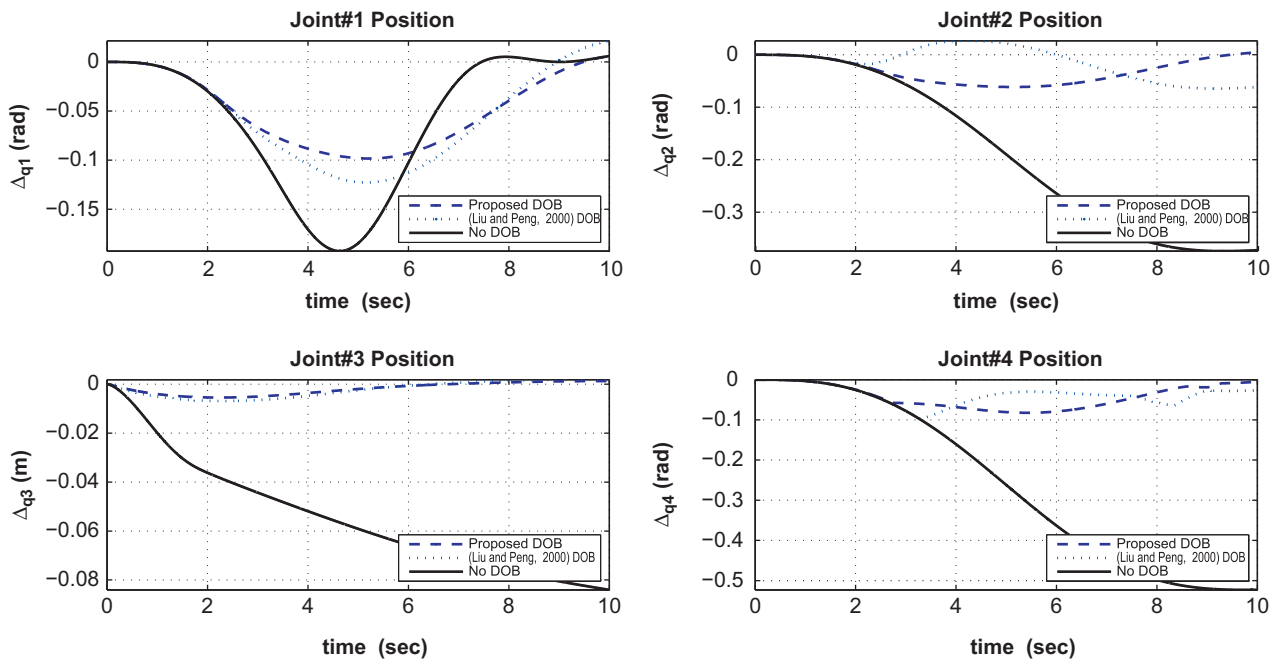 Joint#1 Position
0
−0.05
−0.1
−0.15
Δq1 (rad)
Proposed DOB
(Liu and Peng, 2000) DOB
No DOB
0 2 4 6 8 10
time (sec)
Joint#2 Position
0
−0.1
−0.2
−0.3
Δq2 (rad)
Proposed DOB
(Liu and Peng, 2000) DOB
No DOB
0 2 4 6 8 10
time (sec)
Joint#3 Position
0
−0.02
−0.04
−0.06
−0.08
Δq3 (m)
Proposed DOB
(Liu and Peng, 2000) DOB
No DOB
0 2 4 6 8 10
time (sec)
Joint#4 Position
0
−0.1
−0.2
−0.3
−0.4
−0.5
Δq4 (rad)
Proposed DOB
(Liu and Peng, 2000) DOB
No DOB
0 2 4 6 8 10
time (sec)